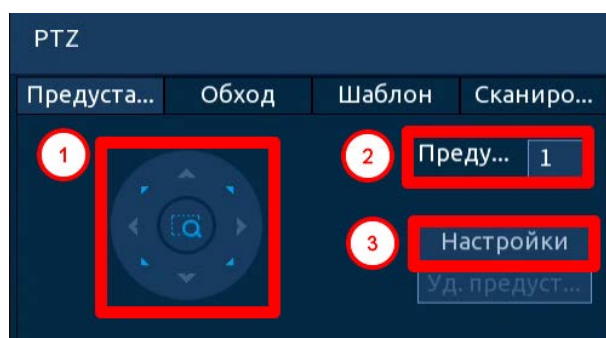 PTZ
Предуста... Обход Шаблон Сканиро...
1 2 Преду... 1
3 Настройки
Уд. предуст...